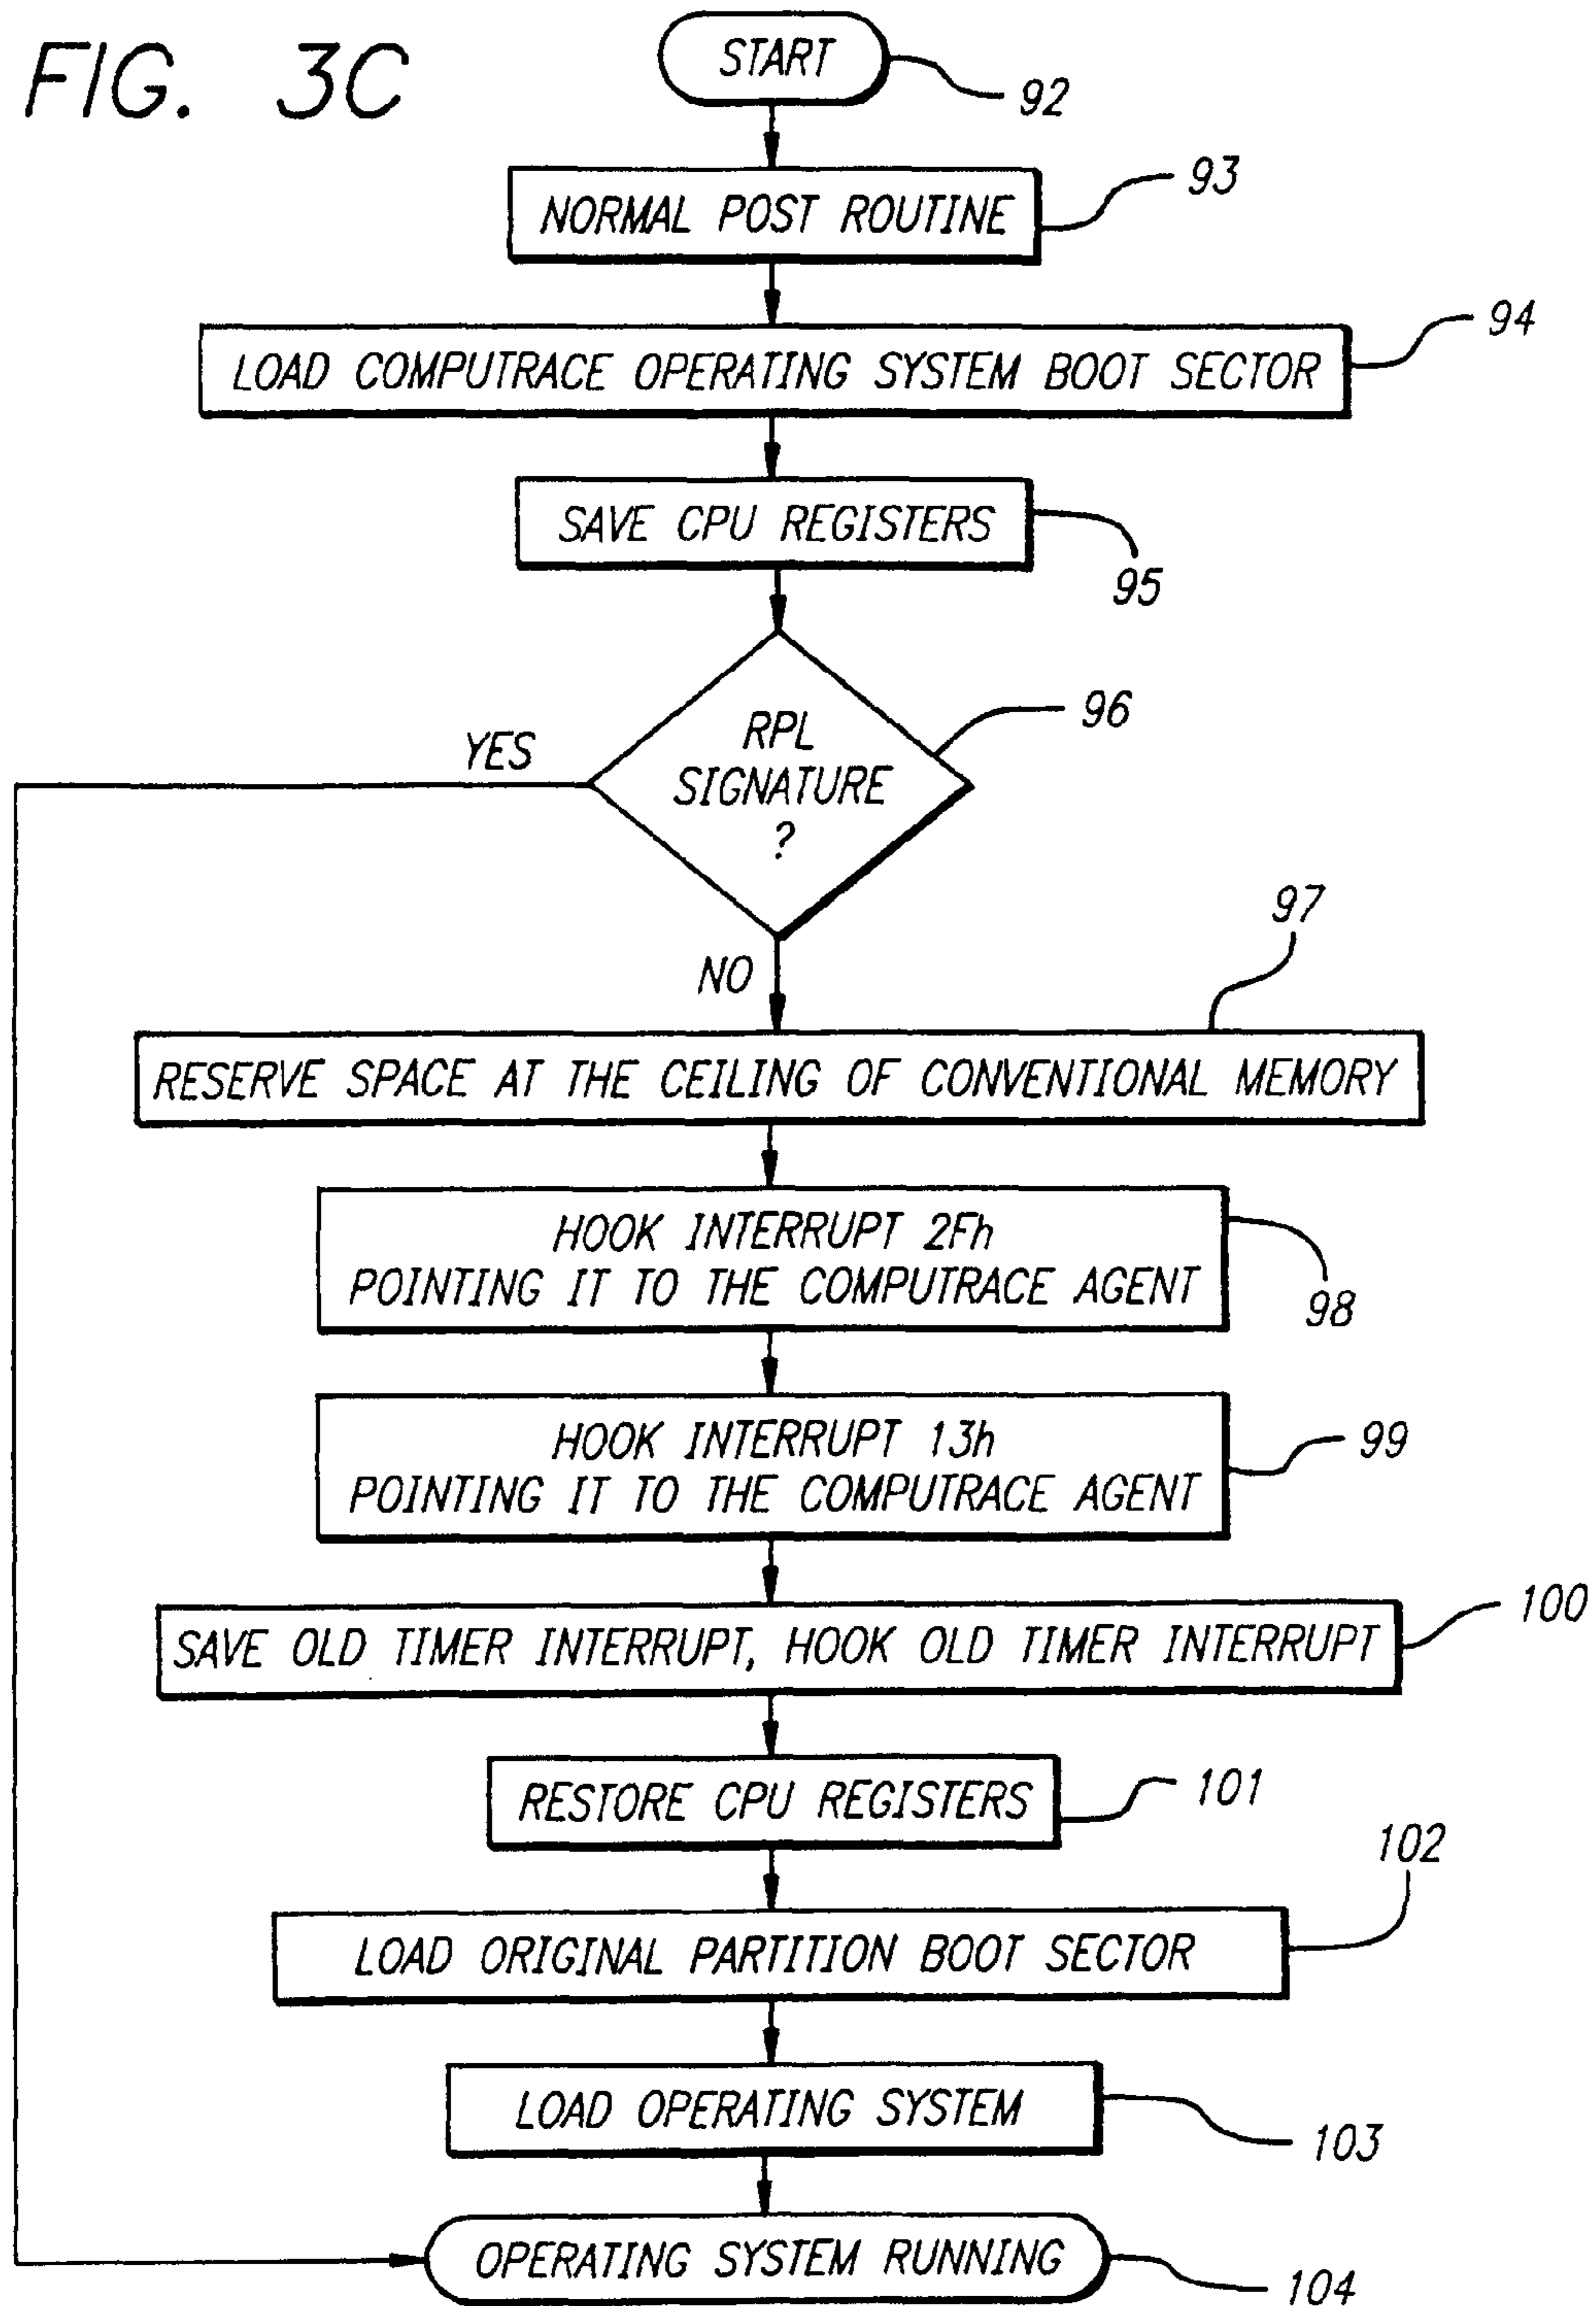 FIG. 3C
START
92
NORMAL POST ROUTINE
93
LOAD COMPUTRACE OPERATING SYSTEM BOOT SECTOR
94
SAVE CPU REGISTERS
95
RPL
SIGNATURE
?
96
YES
NO
97
RESERVE SPACE AT THE CEILING OF CONVENTIONAL MEMORY
HOOK INTERRUPT 2Fh
POINTING IT TO THE COMPUTRACE AGENT
98
HOOK INTERRUPT 13h
POINTING IT TO THE COMPUTRACE AGENT
99
SAVE OLD TIMER INTERRUPT, HOOK OLD TIMER INTERRUPT
100
RESTORE CPU REGISTERS
101
102
LOAD ORIGINAL PARTITION BOOT SECTOR
LOAD OPERATING SYSTEM
103
OPERATING SYSTEM RUNNING
104